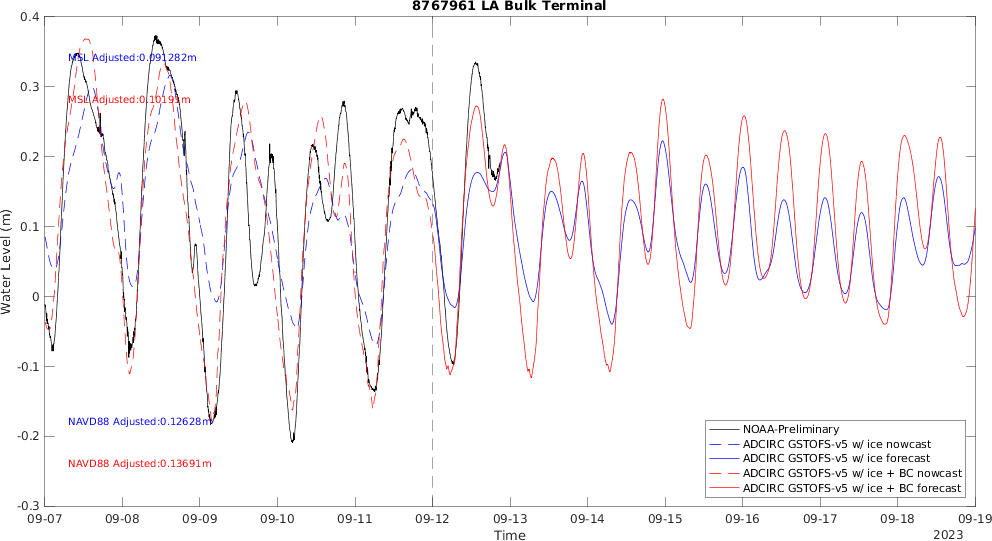 8767961 LA Bulk Terminal
0.4
0.3
0.2
0.1
0
-0.1
-0.2
-0.3
Water Level (m)
MSL Adjusted:0.091282m
MSL Adjusted:0.10195m
NAVD88 Adjusted:0.12628m
NAVD88 Adjusted:0.13691m
NOAA-Preliminary
ADCIRC GSTOFS-v5 w/ ice nowcast
ADCIRC GSTOFS-v5 w/ ice forecast
ADCIRC GSTOFS-v5 w/ ice + BC nowcast
ADCIRC GSTOFS-v5 w/ ice + BC forecast
09-07 09-08 09-09 09-10 09-11 09-12 09-13 09-14 09-15 09-16 09-17 09-18 09-19
Time
2023